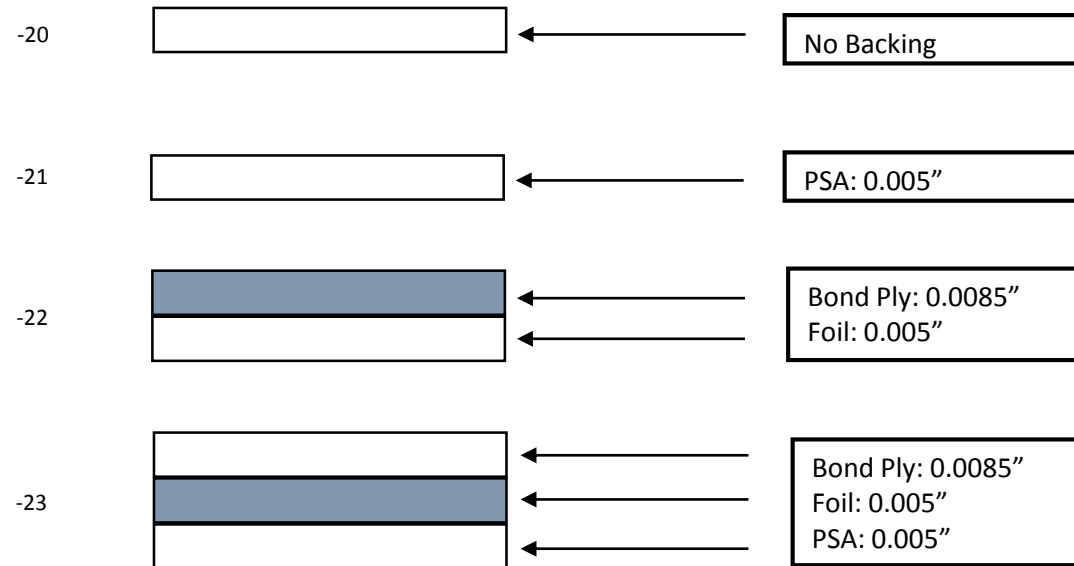 -20
No Backing
-21
PSA: 0.005”
-22
Bond Ply: 0.0085”
Foil: 0.005”
-23
Bond Ply: 0.0085”
Foil: 0.005”
PSA: 0.005”